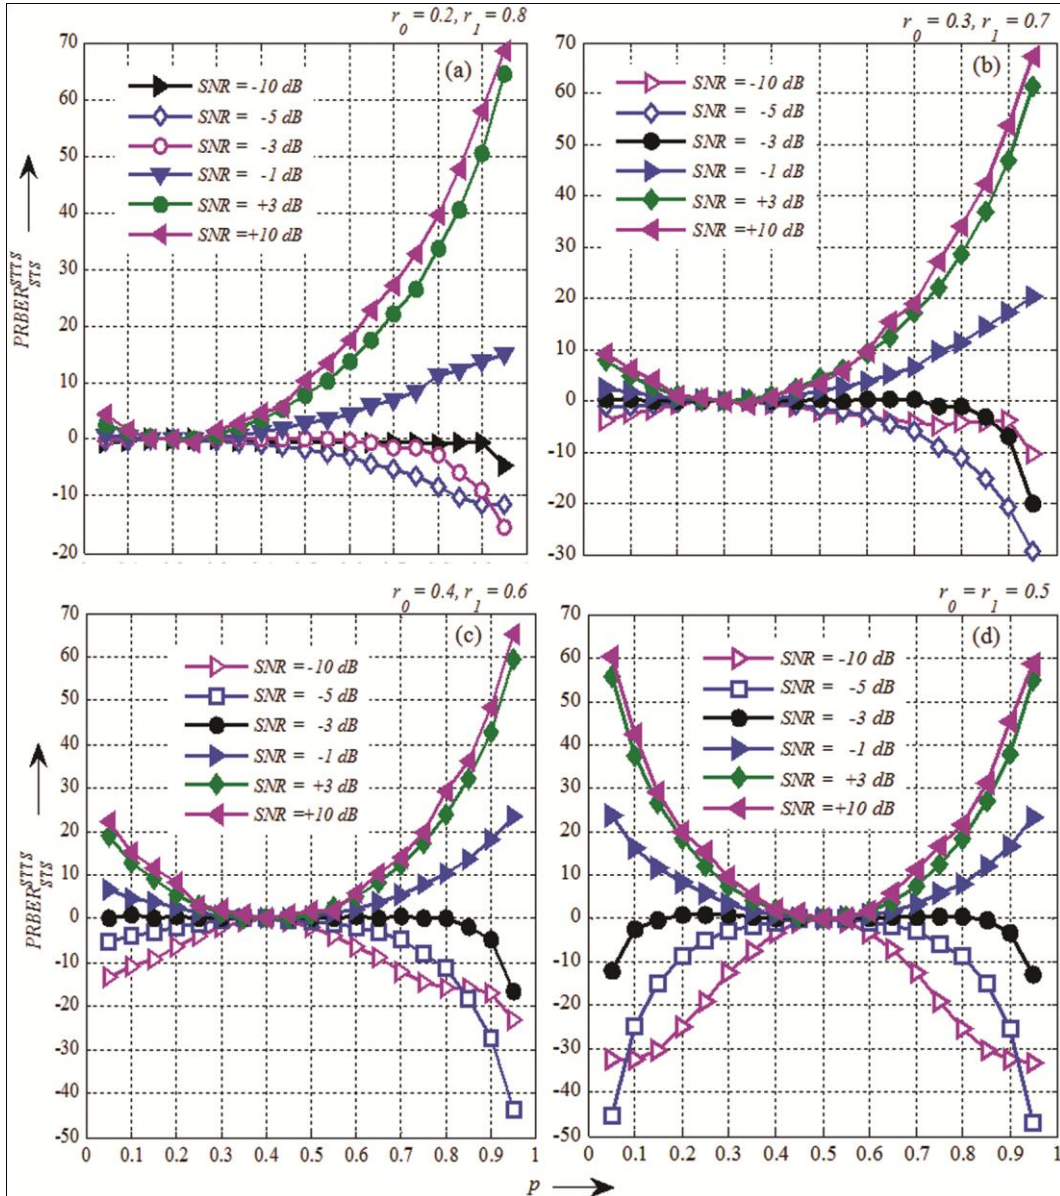 r0 = 0.2, r1 = 0.8
(a)
70
60
50
40
30
20
10
0
-10
-20
SNR = -10 dB
SNR = -5 dB
SNR = -3 dB
SNR = -1 dB
SNR = +3 dB
SNR =+10 dB
PRBER STTS STS
r0 = 0.3, r1 = 0.7
(b)
70
60
50
40
30
20
10
0
-10
-20
-30
SNR = -10 dB
SNR = -5 dB
SNR = -3 dB
SNR = -1 dB
SNR = +3 dB
SNR =+10 dB
r0 = 0.4, r1 = 0.6
(c)
70
60
50
40
30
20
10
0
-10
-20
-30
-40
-50
SNR = -10 dB
SNR = -5 dB
SNR = -3 dB
SNR = -1 dB
SNR = +3 dB
SNR =+10 dB
PRBER STTS STS
0 0.1 0.2 0.3 0.4 0.5 0.6 0.7 0.8 0.9 1
r0 = r1 = 0.5
(d)
70
60
50
40
30
20
10
0
-10
-20
-30
-40
-50
SNR = -10 dB
SNR = -5 dB
SNR = -3 dB
SNR = -1 dB
SNR = +3 dB
SNR =+10 dB
0 0.1 0.2 0.3 0.4 0.5 0.6 0.7 0.8 0.9 1
p